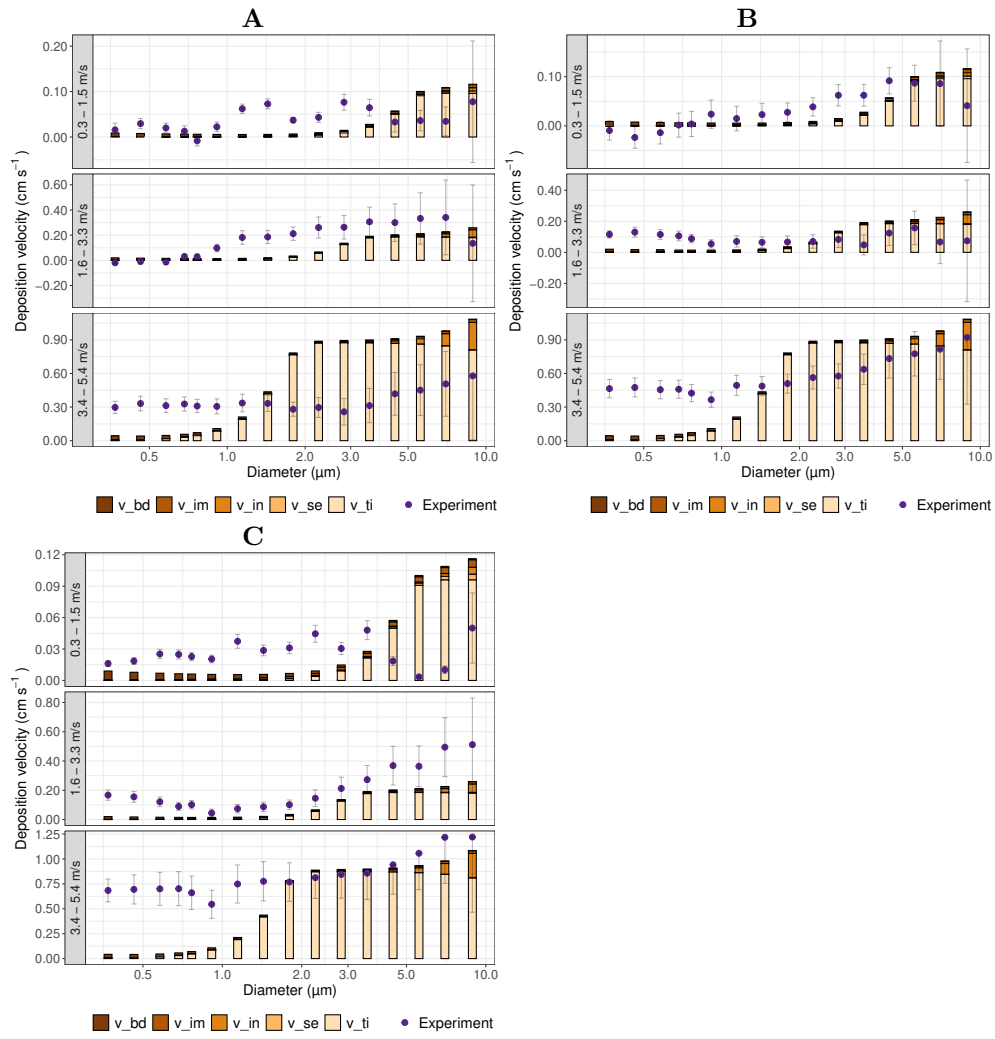 A
Deposition velocity (cm s⁻¹)
0.3 − 1.5 m/s
0.20
0.10
0.00
1.6 − 3.3 m/s
0.60
0.40
0.20
0.00
−0.20
3.4 − 5.4 m/s
0.90
0.60
0.30
0.00
0.5 1.0 2.0 3.0 5.0 10.0
Diameter (µm)
v_bd v_im v_in v_se v_ti Experiment
B
Deposition velocity (cm s⁻¹)
0.3 − 1.5 m/s
0.10
0.00
1.6 − 3.3 m/s
0.40
0.20
0.00
−0.20
3.4 − 5.4 m/s
0.90
0.60
0.30
0.00
0.5 1.0 2.0 3.0 5.0 10.0
Diameter (µm)
v_bd v_im v_in v_se v_ti Experiment
C
Deposition velocity (cm s⁻¹)
0.3 − 1.5 m/s
0.12
0.09
0.06
0.03
0.00
1.6 − 3.3 m/s
0.80
0.60
0.40
0.20
0.00
3.4 − 5.4 m/s
1.25
1.00
0.75
0.50
0.25
0.00
0.5 1.0 2.0 3.0 5.0 10.0
Diameter (µm)
v_bd v_im v_in v_se v_ti Experiment